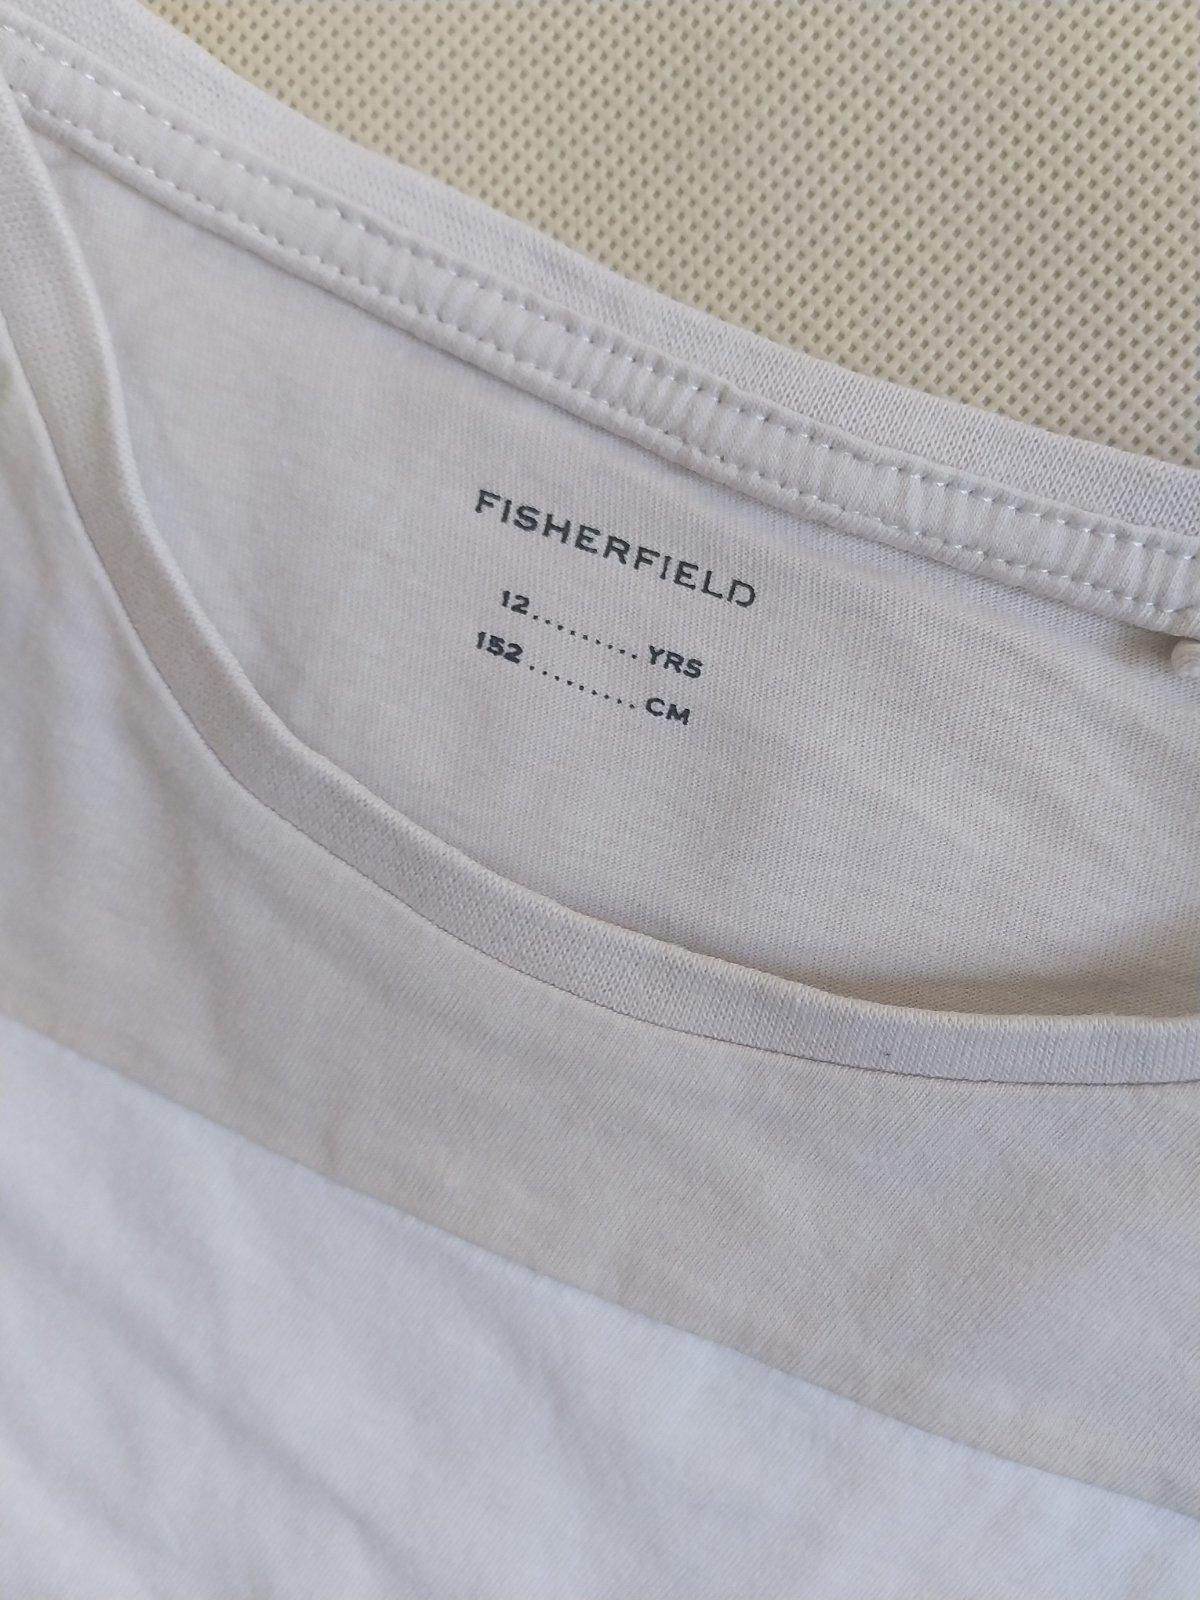 FISHERFIELD
12......... YRS
152......... CM